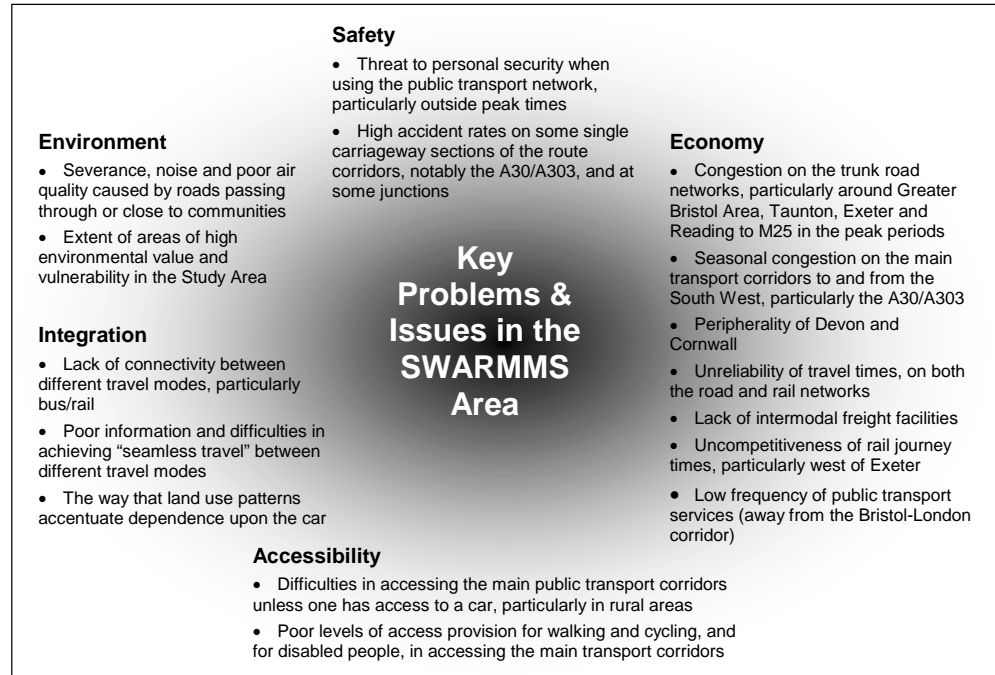 Safety
• Threat to personal security when
using the public transport network,
particularly outside peak times
• High accident rates on some single
carriageway sections of the route
corridors, notably the A30/A303, and at
some junctions
Environment
• Severance, noise and poor air
quality caused by roads passing
through or close to communities
• Extent of areas of high
environmental value and
vulnerability in the Study Area
Economy
• Congestion on the trunk road
networks, particularly around Greater
Bristol Area, Taunton, Exeter and
Reading to M25 in the peak periods
• Seasonal congestion on the main
transport corridors to and from the
South West, particularly the A30/A303
• Peripherality of Devon and
Cornwall
• Unreliability of travel times, on both
the road and rail networks
• Lack of intermodal freight facilities
• Uncompetitiveness of rail journey
times, particularly west of Exeter
• Low frequency of public transport
services (away from the Bristol-London
corridor)
Key
Problems &
Issues in the
SWARMMS
Area
Integration
• Lack of connectivity between
different travel modes, particularly
bus/rail
• Poor information and difficulties in
achieving “seamless travel” between
different travel modes
• The way that land use patterns
accentuate dependence upon the car
Accessibility
• Difficulties in accessing the main public transport corridors
unless one has access to a car, particularly in rural areas
• Poor levels of access provision for walking and cycling, and
for disabled people, in accessing the main transport corridors